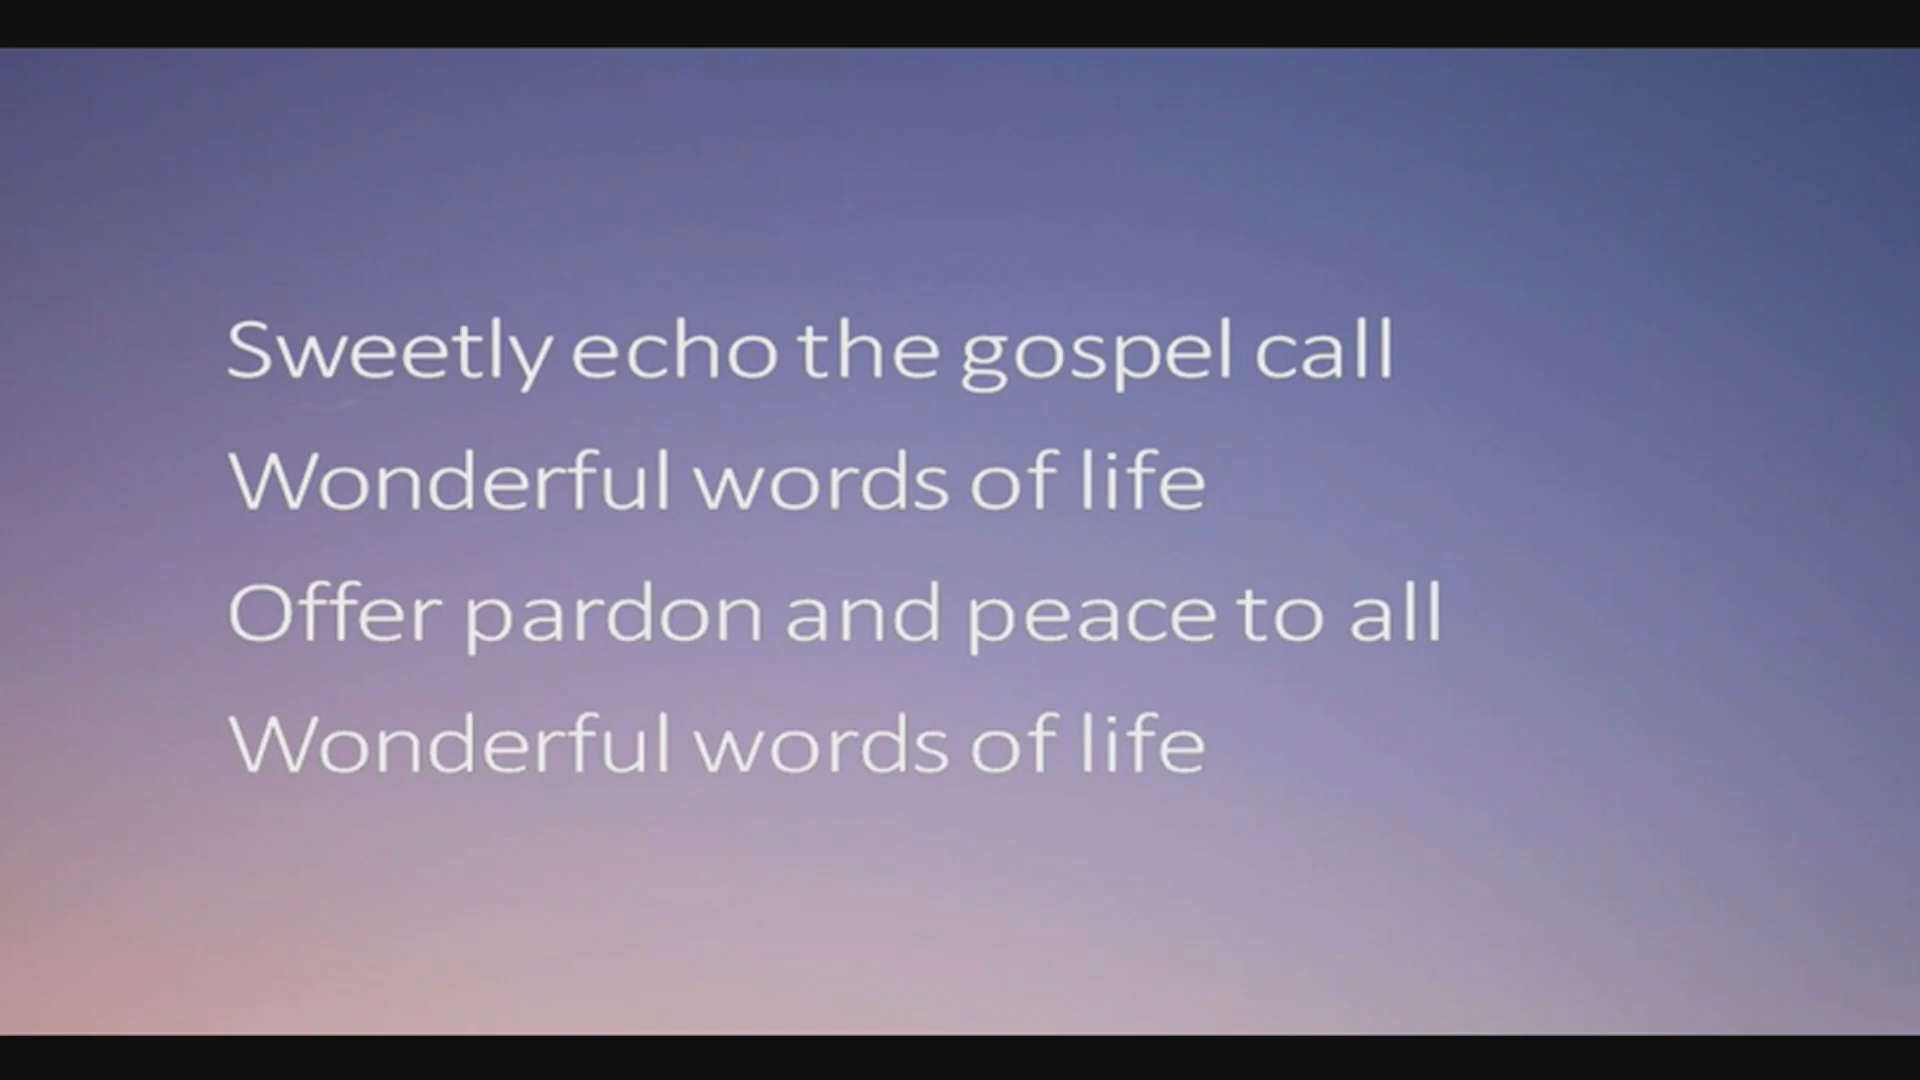 Sweetly echo the gospel call
Wonderful words of life
Offer pardon and peace to all
Wonderful words of life